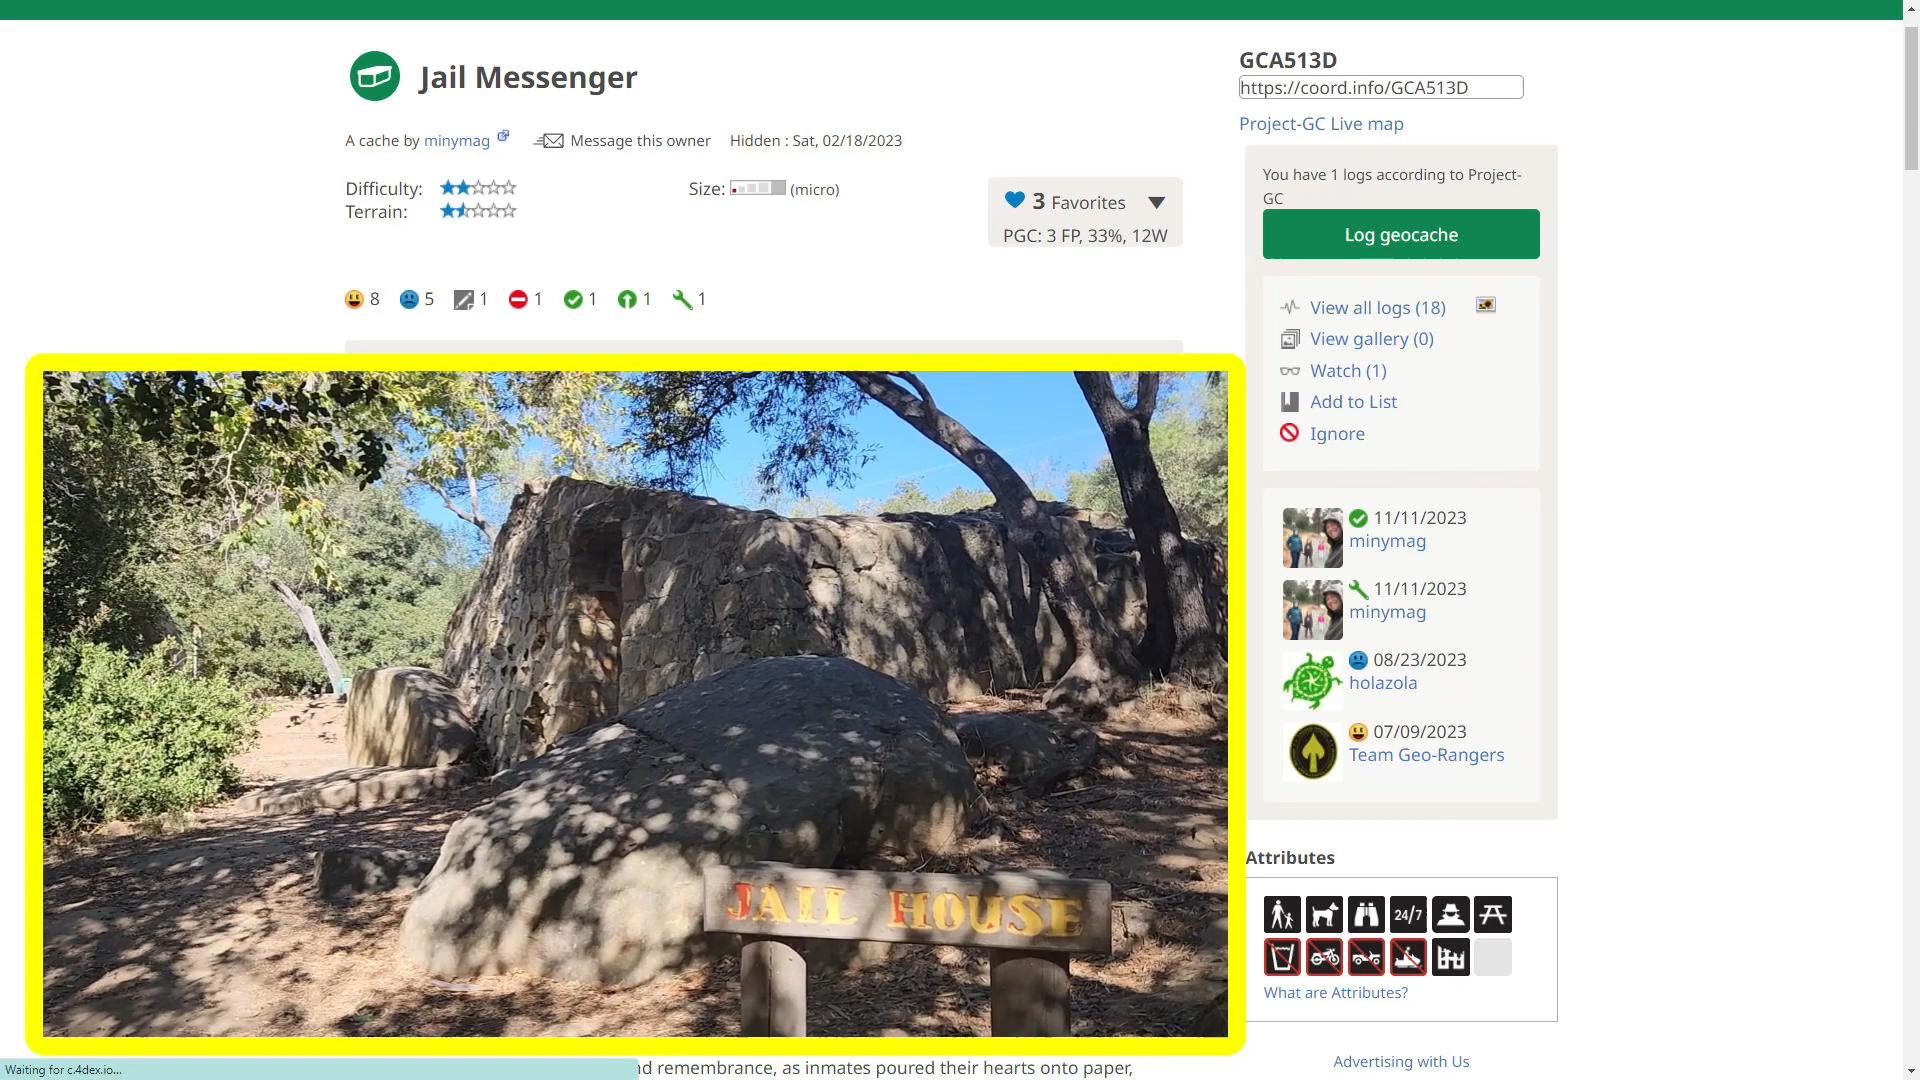 Jail Messenger
A cache by minymag
Message this owner
Hidden : Sat, 02/18/2023
Difficulty:
Terrain:
Size: (micro)
3 Favorites
PGC: 3 FP, 33%, 12W
8 5 1 1 1 1 1
JAIL HOUSE
nd remembrance, as inmates poured their hearts onto paper,
Waiting for c.4dex.io...
GCA513D
https://coord.info/GCA513D
Project-GC Live map
You have 1 logs according to Project-
GC
Log geocache
View all logs (18)
View gallery (0)
Watch (1)
Add to List
Ignore
11/11/2023
minymag
11/11/2023
minymag
08/23/2023
holazola
07/09/2023
Team Geo-Rangers
Attributes
24/7
What are Attributes?
Advertising with Us